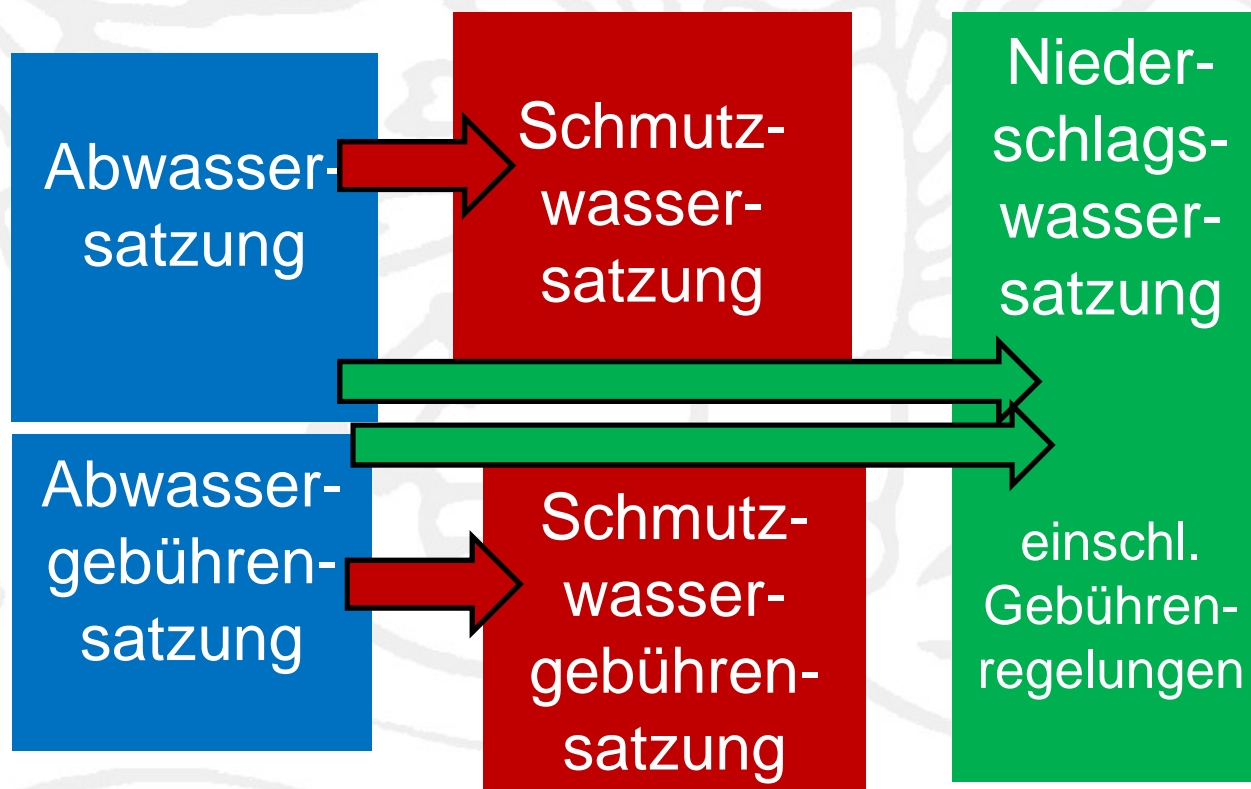 Abwasser-
satzung
Abwasser-
gebühren-
satzung
Schmutz-
wasser-
satzung
Schmutz-
wasser-
gebühren-
satzung
Nieder-
schlags-
wasser-
satzung
einschl.
Gebühren-
regelungen